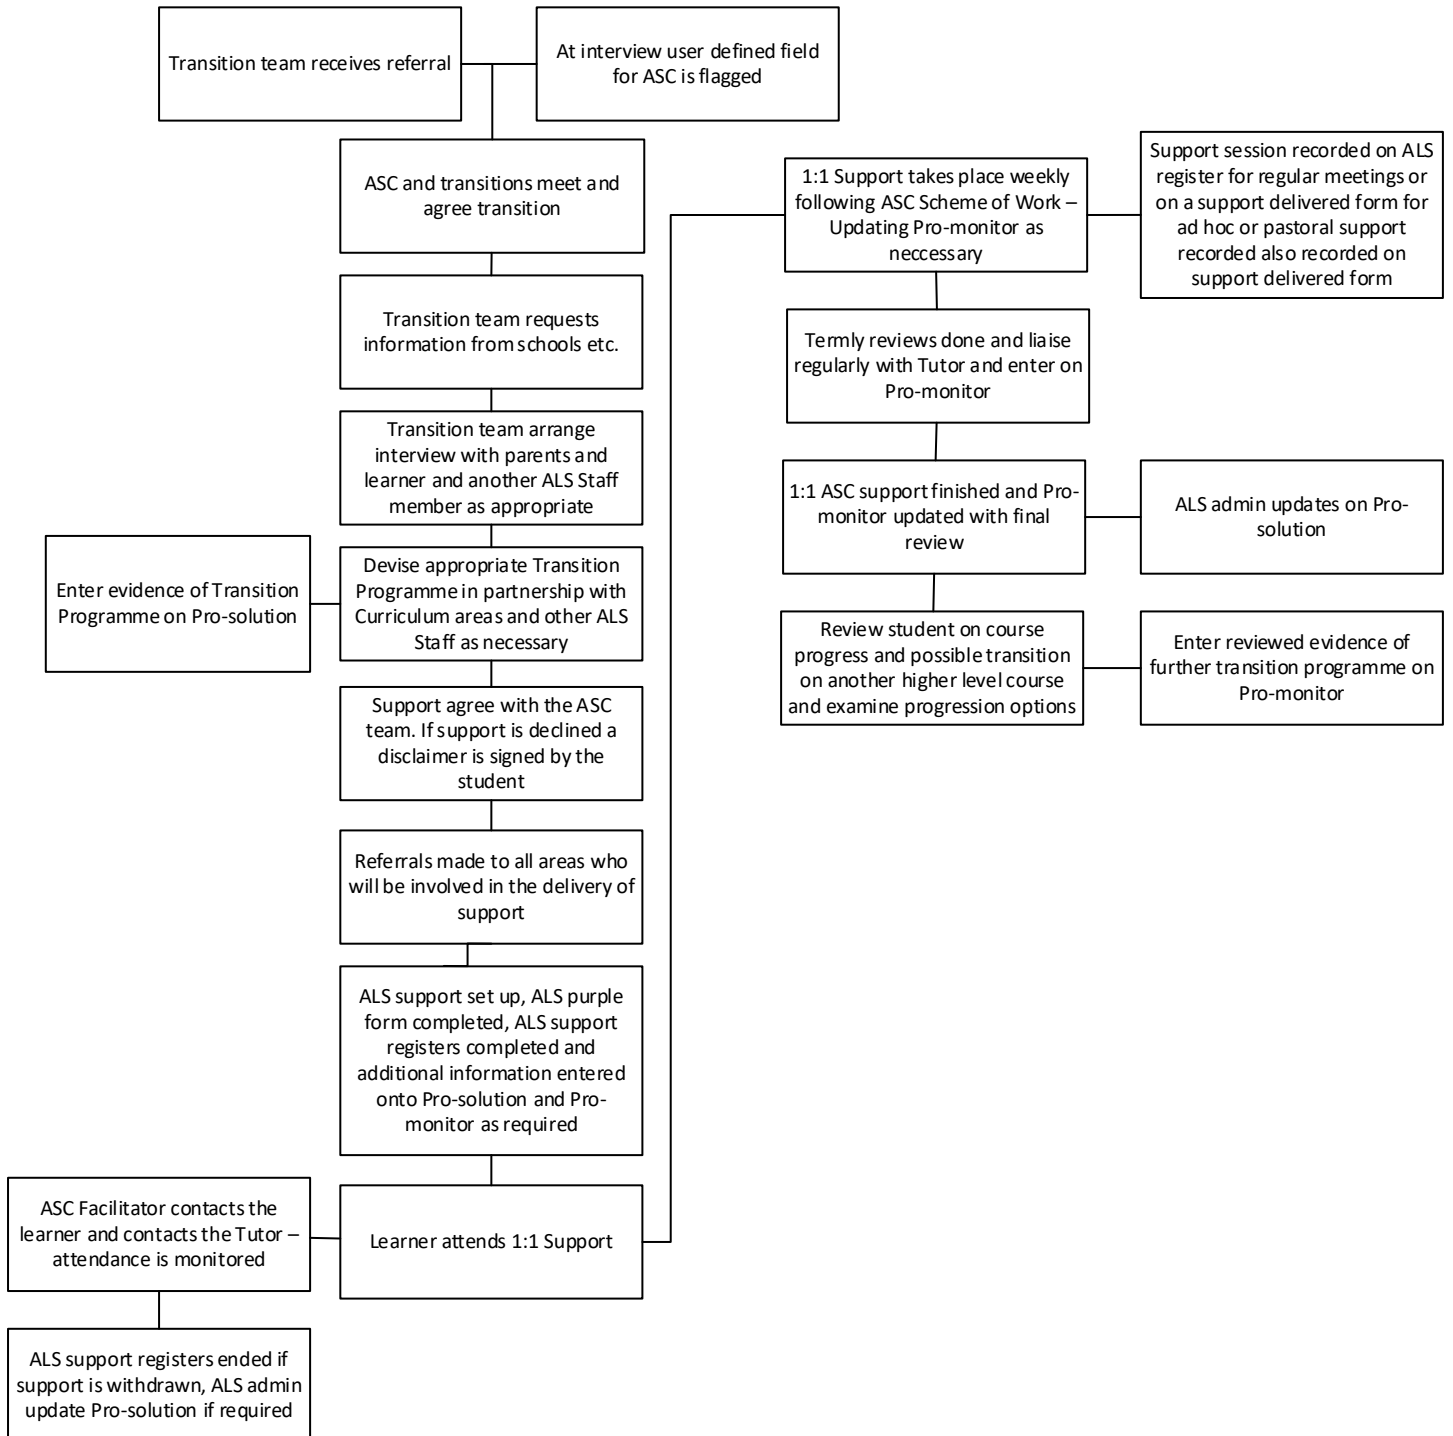 Transition team receives referral
At interview user defined field
for ASC is flagged
ASC and transitions meet and
agree transition
Transition team requests
information from schools etc.
Transition team arrange
interview with parents and
learner and another ALS Staff
member as appropriate
Enter evidence of Transition
Programme on Pro-solution
Devise appropriate Transition
Programme in partnership with
Curriculum areas and other ALS
Staff as necessary
Support agree with the ASC
team. If support is declined a
disclaimer is signed by the
student
Referrals made to all areas who
will be involved in the delivery of
support
ALS support set up, ALS purple
form completed, ALS support
registers completed and
additional information entered
onto Pro-solution and Pro-
monitor as required
Learner attends 1:1 Support
ASC Facilitator contacts the
learner and contacts the Tutor –
attendance is monitored
ALS support registers ended if
support is withdrawn, ALS admin
update Pro-solution if required
1:1 Support takes place weekly
following ASC Scheme of Work –
Updating Pro-monitor as
neccessary
Support session recorded on ALS
register for regular meetings or
on a support delivered form for
ad hoc or pastoral support
recorded also recorded on
support delivered form
Termly reviews done and liaise
regularly with Tutor and enter on
Pro-monitor
1:1 ASC support finished and Pro-
monitor updated with final
review
ALS admin updates on Pro-
solution
Review student on course
progress and possible transition
on another higher level course
and examine progression options
Enter reviewed evidence of
further transition programme on
Pro-monitor